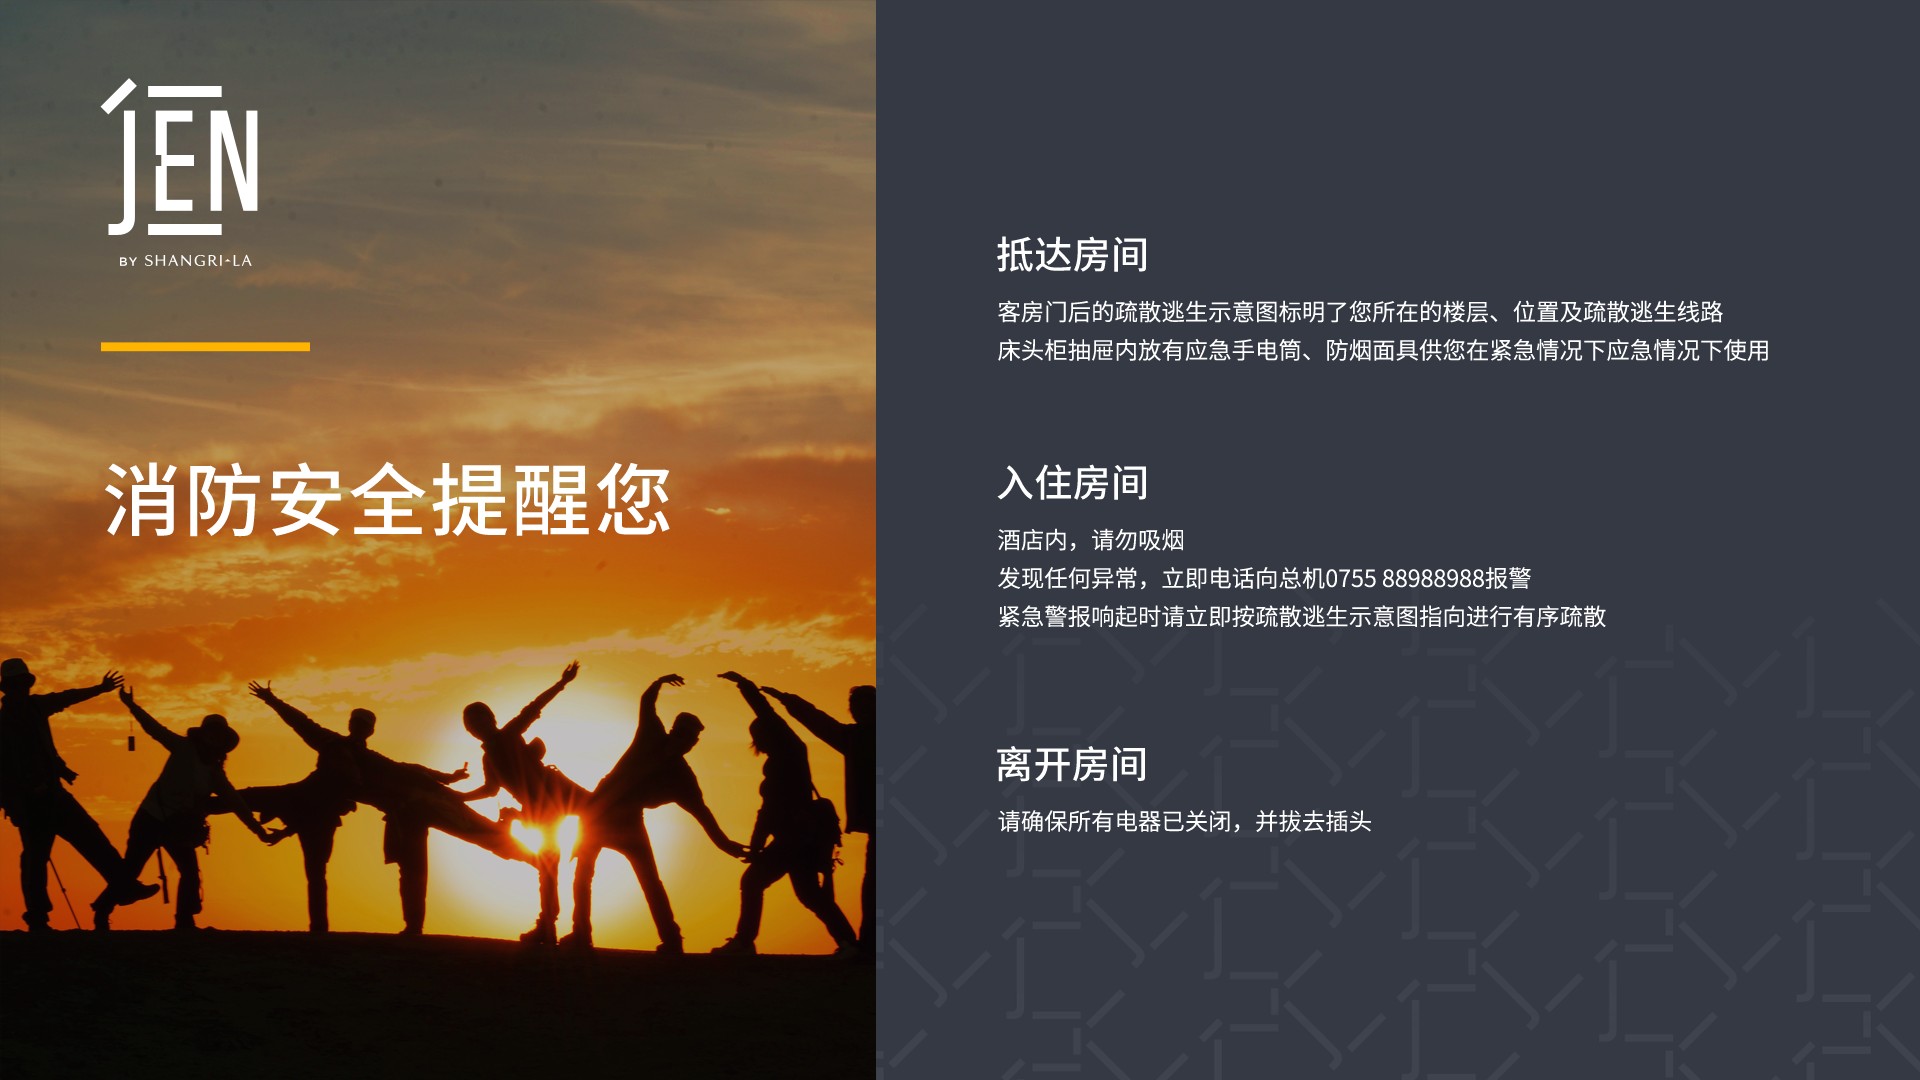 JEN
BY SHANGRI-LA
消防安全提醒您
抵达房间
客房门后的疏散逃生示意图标明了您所在的楼层、位置及疏散逃生线路
床头柜抽屉内放有应急手电筒、防烟面具供您在紧急情况下应急情况下使用
入住房间
酒店内，请勿吸烟
发现任何异常，立即电话向总机0755 88988988报警
紧急警报响起时请立即按疏散逃生示意图指向进行有序疏散
离开房间
请确保所有电器已关闭，并拔去插头